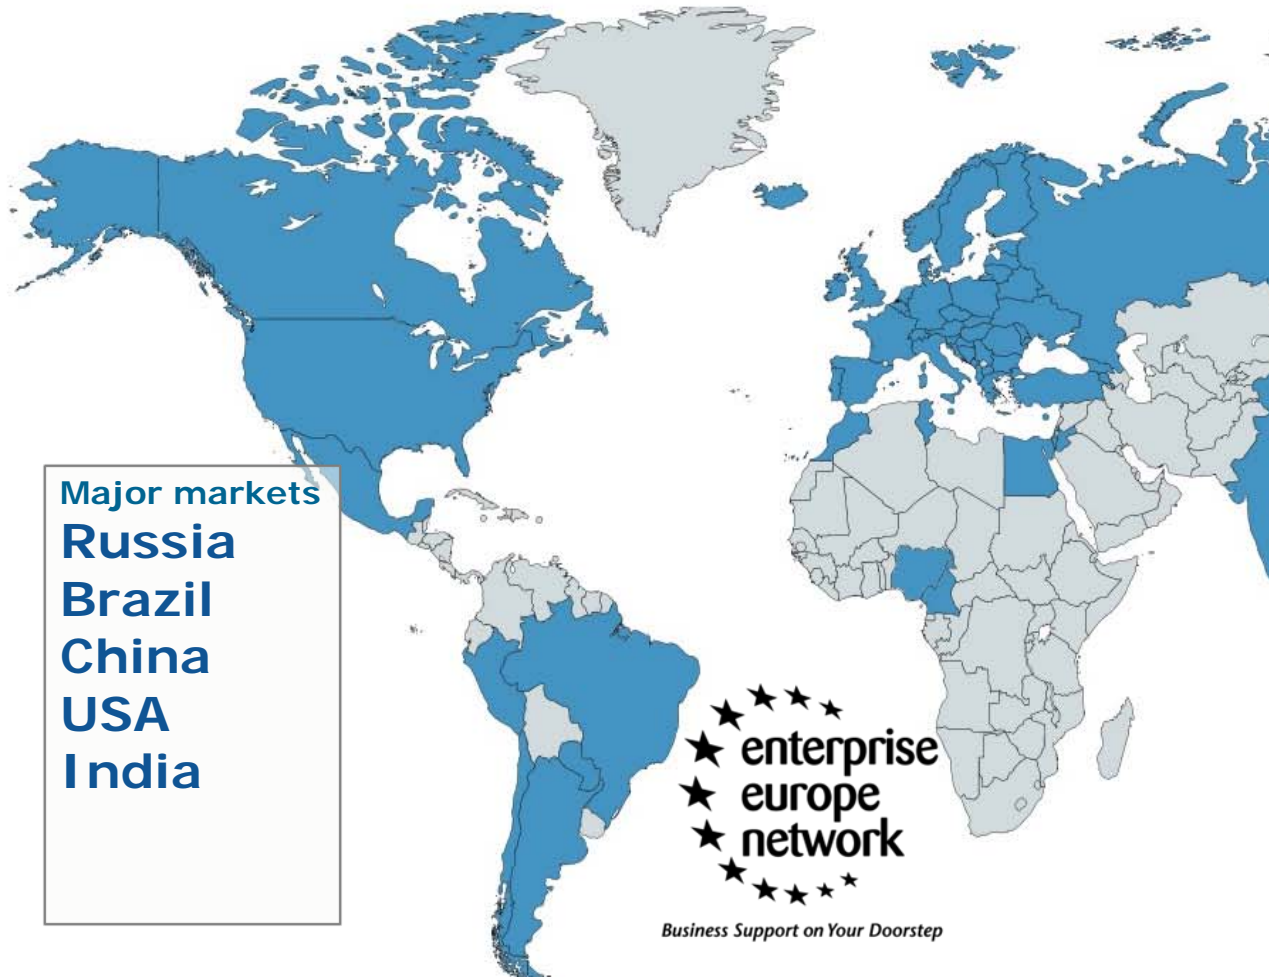 Major markets
Russia
Brazil
China
USA
India
enterprise
europe
network
Business Support on Your Doorstep